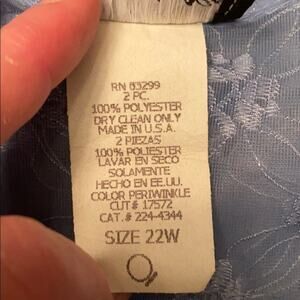 RN 63299
2 PC.
100% POLYESTER
DRY CLEAN ONLY
MADE IN U.S.A.
2 PIEZAS
100% POLIESTER
LAVAR EN SECO
SOLAMENTE
HECHO EN EE.UU.
COLOR PERIWINKLE
CUT# 17572
CAT.# 224-4344
SIZE 22W